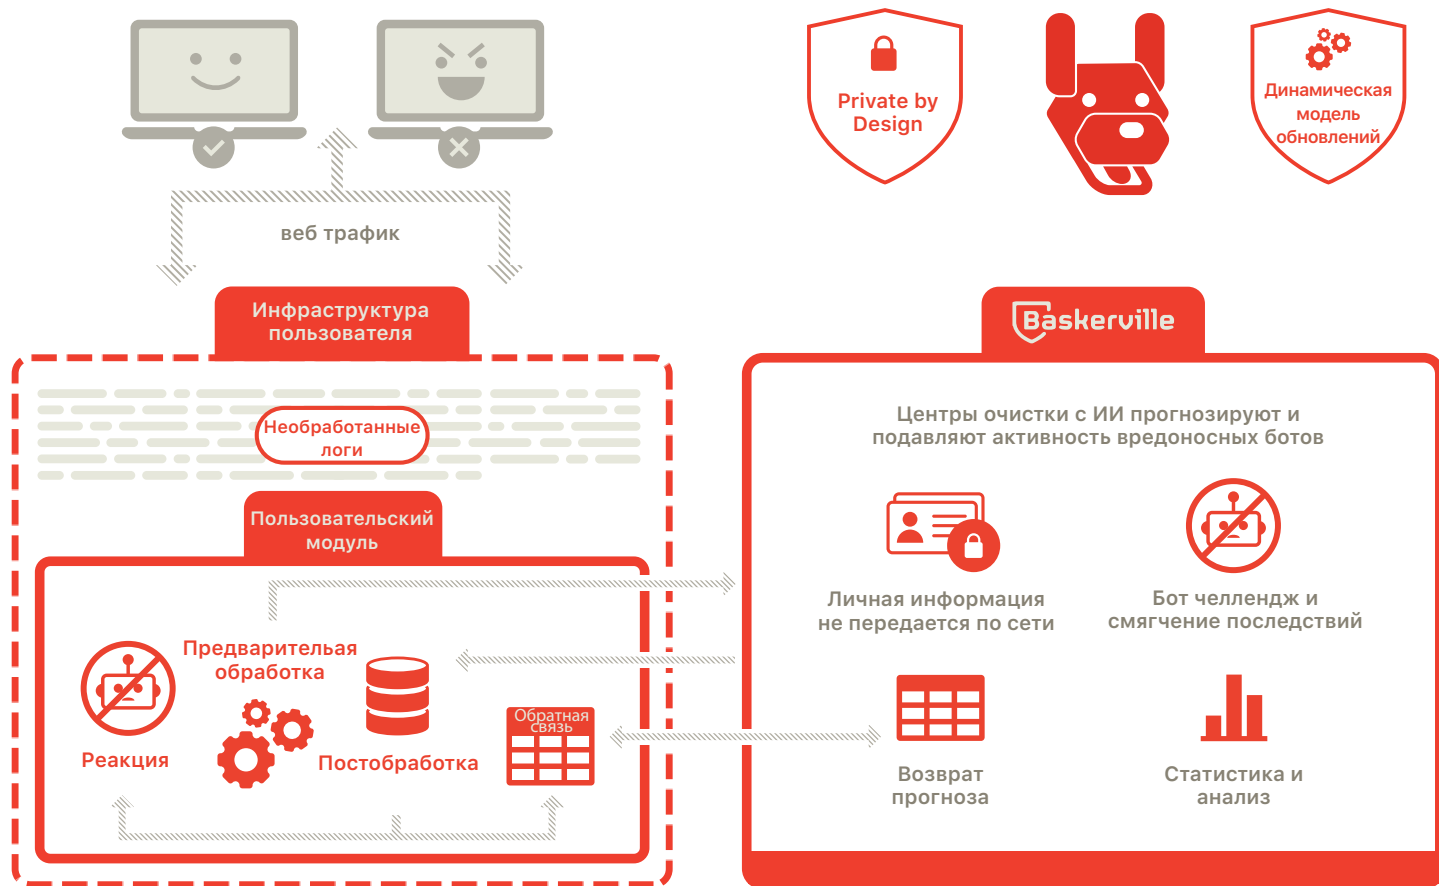 Private by
Design
Динамическая
модель
обновлений
веб трафик
Инфраструктура
пользователя
Необработанные
логи
Пользовательский
модуль
Предварителья
обработка
Реакция
Постобработка
Обратная
связь
Baskerville
Центры очистки с ИИ прогнозируют и
подавляют активность вредоносных ботов
Личная информация
не передается по сети
Бот челлендж и
смягчение последствий
Возврат
прогноза
Статистика и
анализ